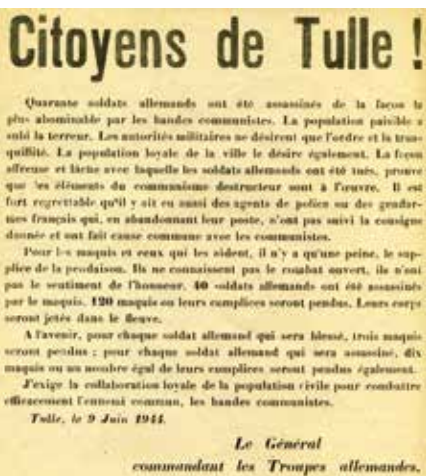 Citoyens de Tulle !
Quarante soldats allemands ont été assassinés de la façon la
plus abominable par les bandes communistes. La population paisible a
subi la terreur. Les autorités militaires ne désirent que l'ordre et la tran-
quillité. La population loyale de la ville le désire également. La façon
affreuse et lâche avec laquelle les soldats allemands ont été tués, prouve
que les éléments du communisme destructeur sont à l'œuvre. Il est
fort regrettable qu'il y ait eu aussi des agents de police ou des gendar-
mes français qui, en abandonnant leur poste, n'ont pas suivi la consigne
donnée et ont fait cause commune avec les communistes.
Pour les maquis et ceux qui les aident, il n'y a qu'une peine, le sup-
plice de la pendaison. Ils ne connaissent pas le combat ouvert, ils n'ont
pas le sentiment de l'honneur. 40 soldats allemands ont été assassinés
par le maquis. 120 maquis ou leurs complices seront pendus. Leurs corps
seront jetés dans le fleuve.
A l'avenir, pour chaque soldat allemand qui sera blessé, trois maquis
seront pendus ; pour chaque soldat allemand qui sera assassiné, dix
maquis ou un nombre égal de leurs complices seront pendus également.
J'exige la collaboration loyale de la population civile pour combattre
efficacement l'ennemi commun, les bandes communistes.
Tulle, le 9 Juin 1944.
Le Général
commandant les Troupes allemandes.